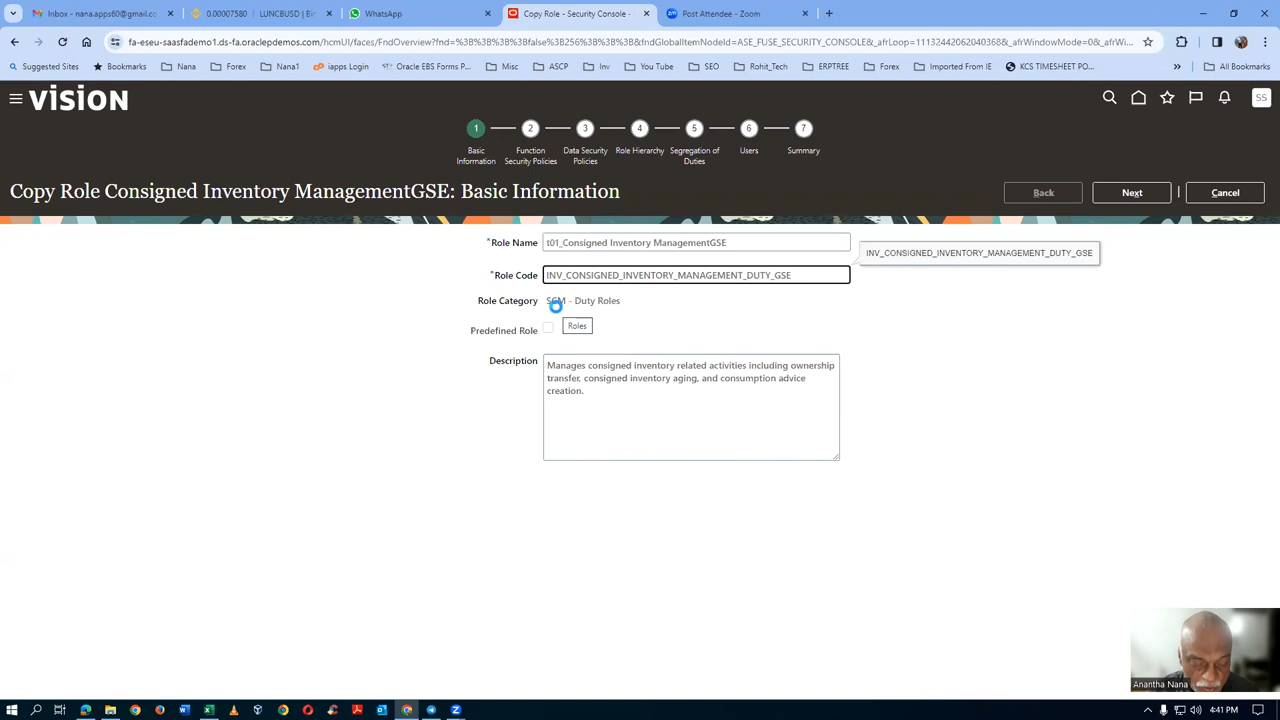 Inbox - nana.apps60@gmail.co
0.00007580 | LUNCBUSD | Bin
WhatsApp
Copy Role - Security Console -
Post Attendee - Zoom
fa-eseu-saasfademo1.ds-fa.oraclepdemos.com/hcmUI/faces/FndOverview?fnd=%3B%3B%3B%3Bfalse%3B256%3B%3B%3B&fndGlobalItemNodeId=ASE_FUSE_SECURITY_CONSOLE&_afrLoop=11132442062040368&_afrWindowMode=0&_afrWi...
Suggested Sites
Bookmarks
Nana
Forex
Nana1
iapps Login
Oracle EBS Forms P...
Misc
ASCP
Inv
You Tube
SEO
Rohit_Tech
ERPTREE
Forex
Imported From IE
KCS TIMESHEET PO...
»
All Bookmarks
VISION
SS
1
2
3
4
5
6
7
Basic Information
Function Security Policies
Data Security Policies
Role Hierarchy
Segregation of Duties
Users
Summary
Copy Role Consigned Inventory ManagementGSE: Basic Information
Back
Next
Cancel
*Role Name t01_Consigned Inventory ManagementGSE
*Role Code INV_CONSIGNED_INVENTORY_MANAGEMENT_DUTY_GSE
INV_CONSIGNED_INVENTORY_MANAGEMENT_DUTY_GSE
Role Category SCM - Duty Roles
Predefined Role
Roles
Description Manages consigned inventory related activities including ownership
transfer, consigned inventory aging, and consumption advice
creation.
Anantha Nana
4:41 PM